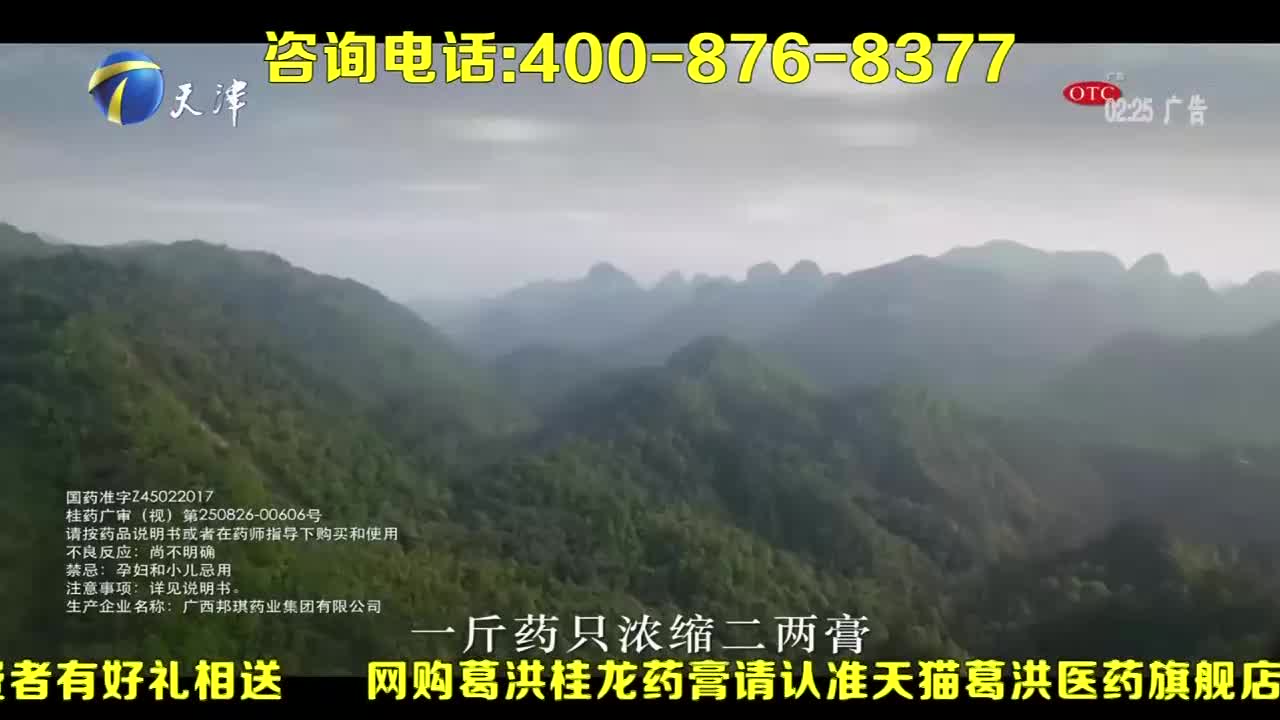 咨询电话:400-876-8377
天津
OTC
02:25 广告
国药准字Z45022017
桂药广审（视）第250826-00606号
请按药品说明书或者在药师指导下购买和使用
不良反应：尚不明确
禁忌：孕妇和小儿忌用
注意事项：详见说明书。
生产企业名称：广西邦琪药业集团有限公司
一斤药只浓缩二两膏
者有好礼相送 网购葛洪桂龙药膏请认准天猫葛洪医药旗舰店